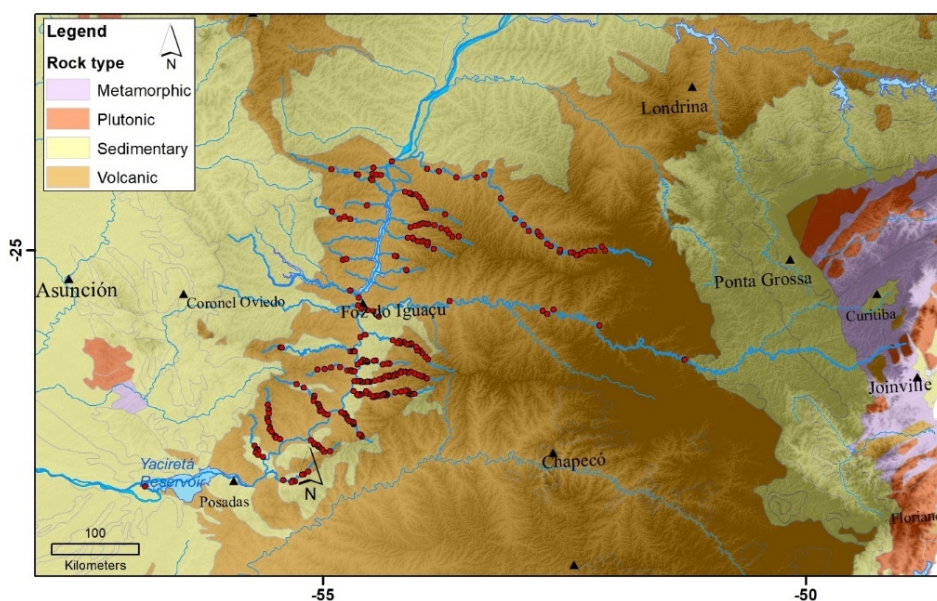 Legend
N
Rock type
Metamorphic
Plutonic
Sedimentary
Volcanic
Londrina
-25
Asunción
Coronel Oviedo
Foz do Iguaçu
Ponta Grossa
Curitiba
Joinville
Yaciretá
Reservoir
Posadas
N
Chapecó
Floriano
100
Kilometers
-55
-50